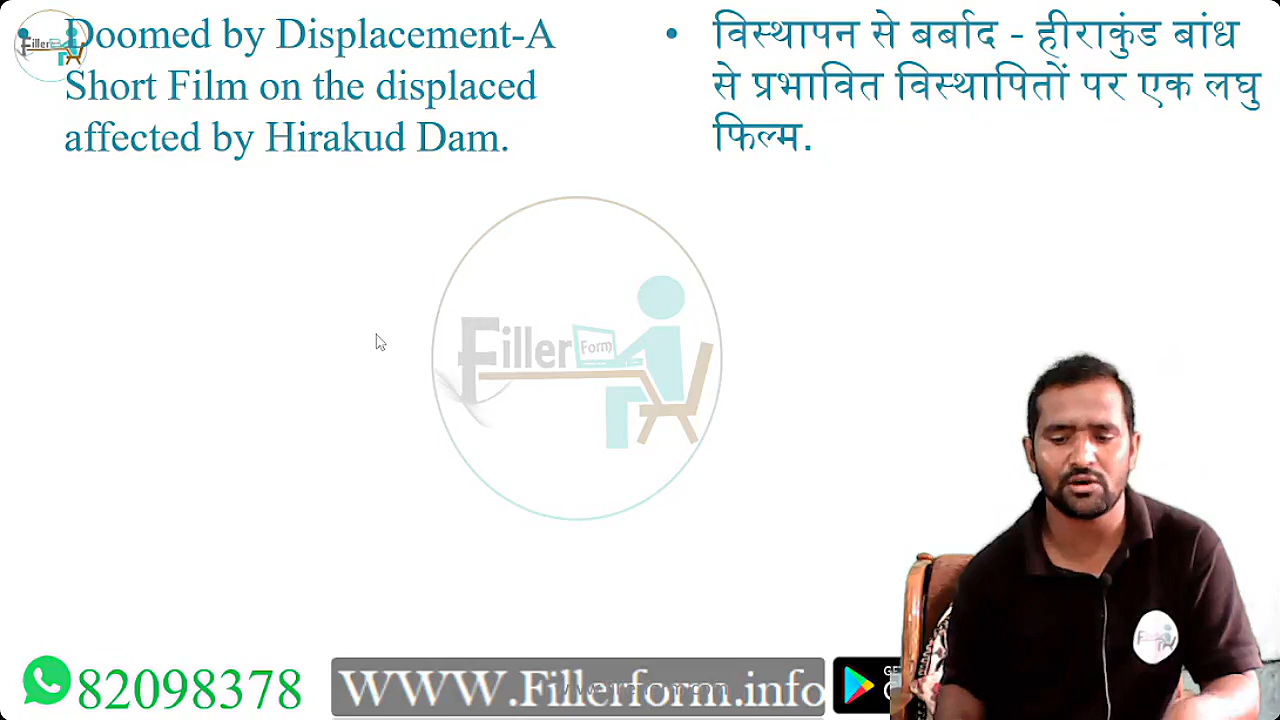 Doomed by Displacement-A
Short Film on the displaced
affected by Hirakud Dam.
• विस्थापन से बर्बाद - हीराकुंड बांध
से प्रभावित विस्थापितों पर एक लघु
फिल्म.
Filler Form
82098378
WWW.Fillerform.info